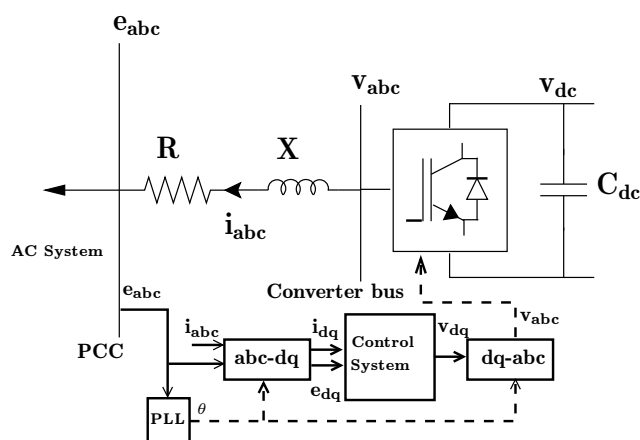 e_abc
v_abc
v_dc
R
X
C_dc
i_abc
AC System
e_abc
Converter bus
v_abc
i_abc
i_dq
v_dq
PCC
abc-dq
Control
System
dq-abc
e_dq
PLL
θ